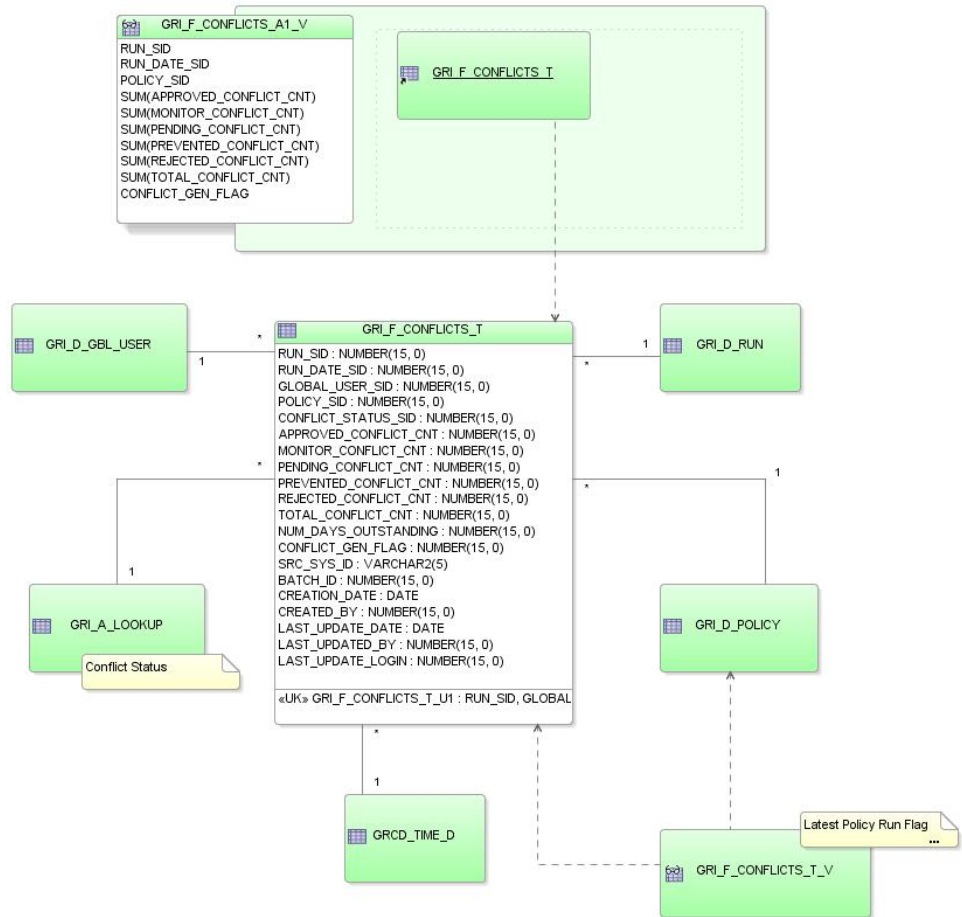 GRI_F_CONFLICTS_A1_V
RUN_SID
RUN_DATE_SID
POLICY_SID
SUM(APPROVED_CONFLICT_CNT)
SUM(MONITOR_CONFLICT_CNT)
SUM(PENDING_CONFLICT_CNT)
SUM(PREVENTED_CONFLICT_CNT)
SUM(REJECTED_CONFLICT_CNT)
SUM(TOTAL_CONFLICT_CNT)
CONFLICT_GEN_FLAG
GRI_F_CONFLICTS_T
GRI_D_GBL_USER
*
1
GRI_F_CONFLICTS_T
RUN_SID : NUMBER(15, 0)
RUN_DATE_SID : NUMBER(15, 0)
GLOBAL_USER_SID : NUMBER(15, 0)
POLICY_SID : NUMBER(15, 0)
CONFLICT_STATUS_SID : NUMBER(15, 0)
APPROVED_CONFLICT_CNT : NUMBER(15, 0)
MONITOR_CONFLICT_CNT : NUMBER(15, 0)
PENDING_CONFLICT_CNT : NUMBER(15, 0)
PREVENTED_CONFLICT_CNT : NUMBER(15, 0)
REJECTED_CONFLICT_CNT : NUMBER(15, 0)
TOTAL_CONFLICT_CNT : NUMBER(15, 0)
NUM_DAYS_OUTSTANDING : NUMBER(15, 0)
CONFLICT_GEN_FLAG : NUMBER(15, 0)
SRC_SYS_ID : VARCHAR2(5)
BATCH_ID : NUMBER(15, 0)
CREATION_DATE : DATE
CREATED_BY : NUMBER(15, 0)
LAST_UPDATE_DATE : DATE
LAST_UPDATED_BY : NUMBER(15, 0)
LAST_UPDATE_LOGIN : NUMBER(15, 0)
«UK» GRI_F_CONFLICTS_T_U1 : RUN_SID, GLOBAL
1
*
GRI_D_RUN
*
1
*
1
GRI_A_LOOKUP
Conflict Status
GRI_D_POLICY
*
1
GRCD_TIME_D
Latest Policy Run Flag
...
GRI_F_CONFLICTS_T_V